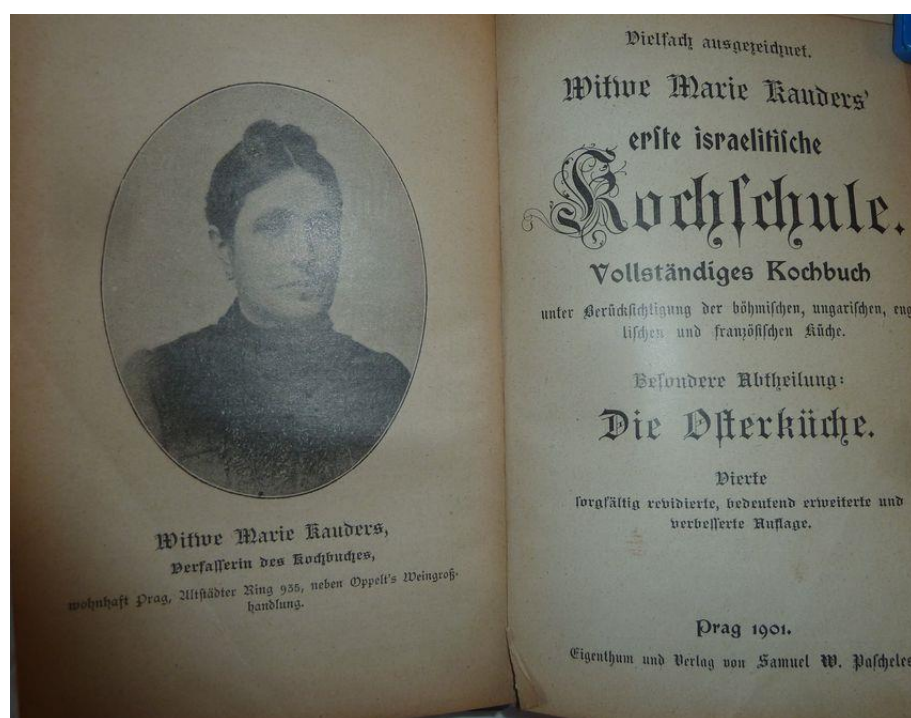 Witwe Marie Kauders,
Verfasserin des Kochbuches,
wohnhaft Prag, Altstädter Ring 935, neben Oppelt's Weingroß-
handlung.
Vielfach ausgezeichnet.
Witwe Marie Kauders'
erste israelitische
Kochschule.
Vollständiges Kochbuch
unter Berücksichtigung der böhmischen, ungarischen, eng
lischen und französischen Küche.
Besondere Abtheilung:
Die Osterküche.
Vierte
sorgfältig revidierte, bedeutend erweiterte und
verbesserte Auflage.
Prag 1901.
Eigenthum und Verlag von Samuel W. Pascheles